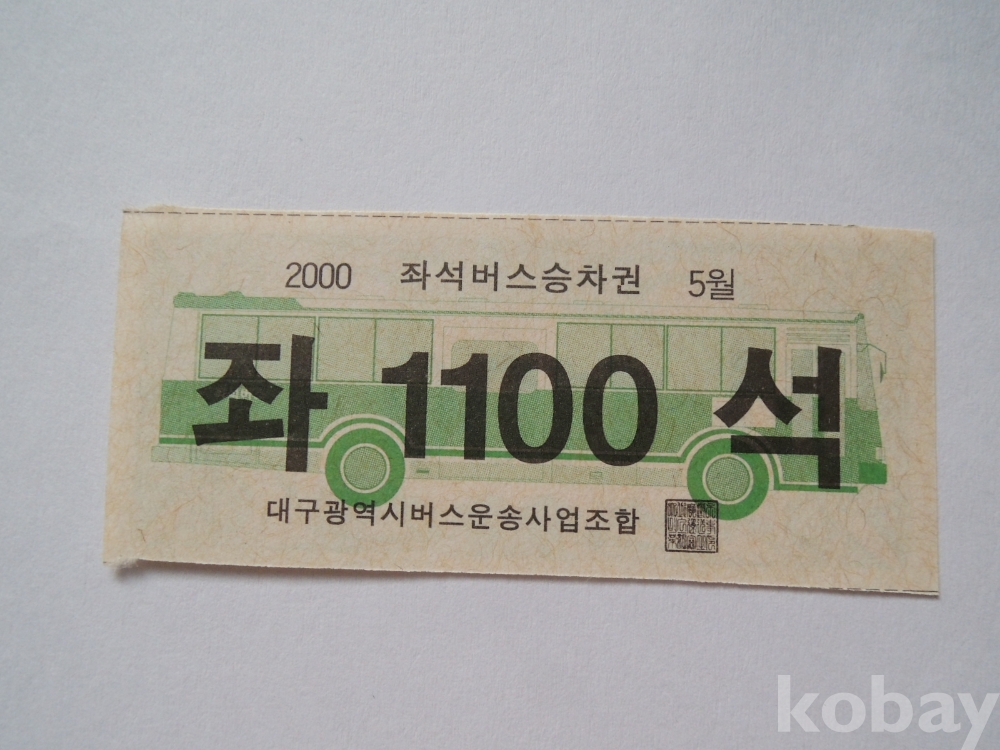 2000 좌석버스승차권 5월
좌 1100 석
대구광역시버스운송사업조합
kobay